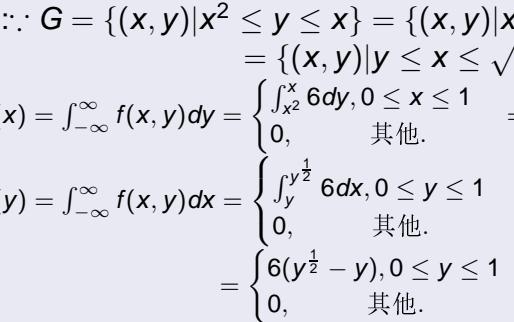 ∵ G = {(x, y)|x² ≤ y ≤ x} = {(x, y)|x
= {(x, y)|y ≤ x ≤ √
(x) = ∫_{-∞}^{∞} f(x, y)dy = { ∫_{x²}^{x} 6dy, 0 ≤ x ≤ 1 =
0, 其他.
(y) = ∫_{-∞}^{∞} f(x, y)dx = { ∫_{y}^{y^{1/2}} 6dx, 0 ≤ y ≤ 1
0, 其他.
= { 6(y^{1/2} − y), 0 ≤ y ≤ 1
0, 其他.